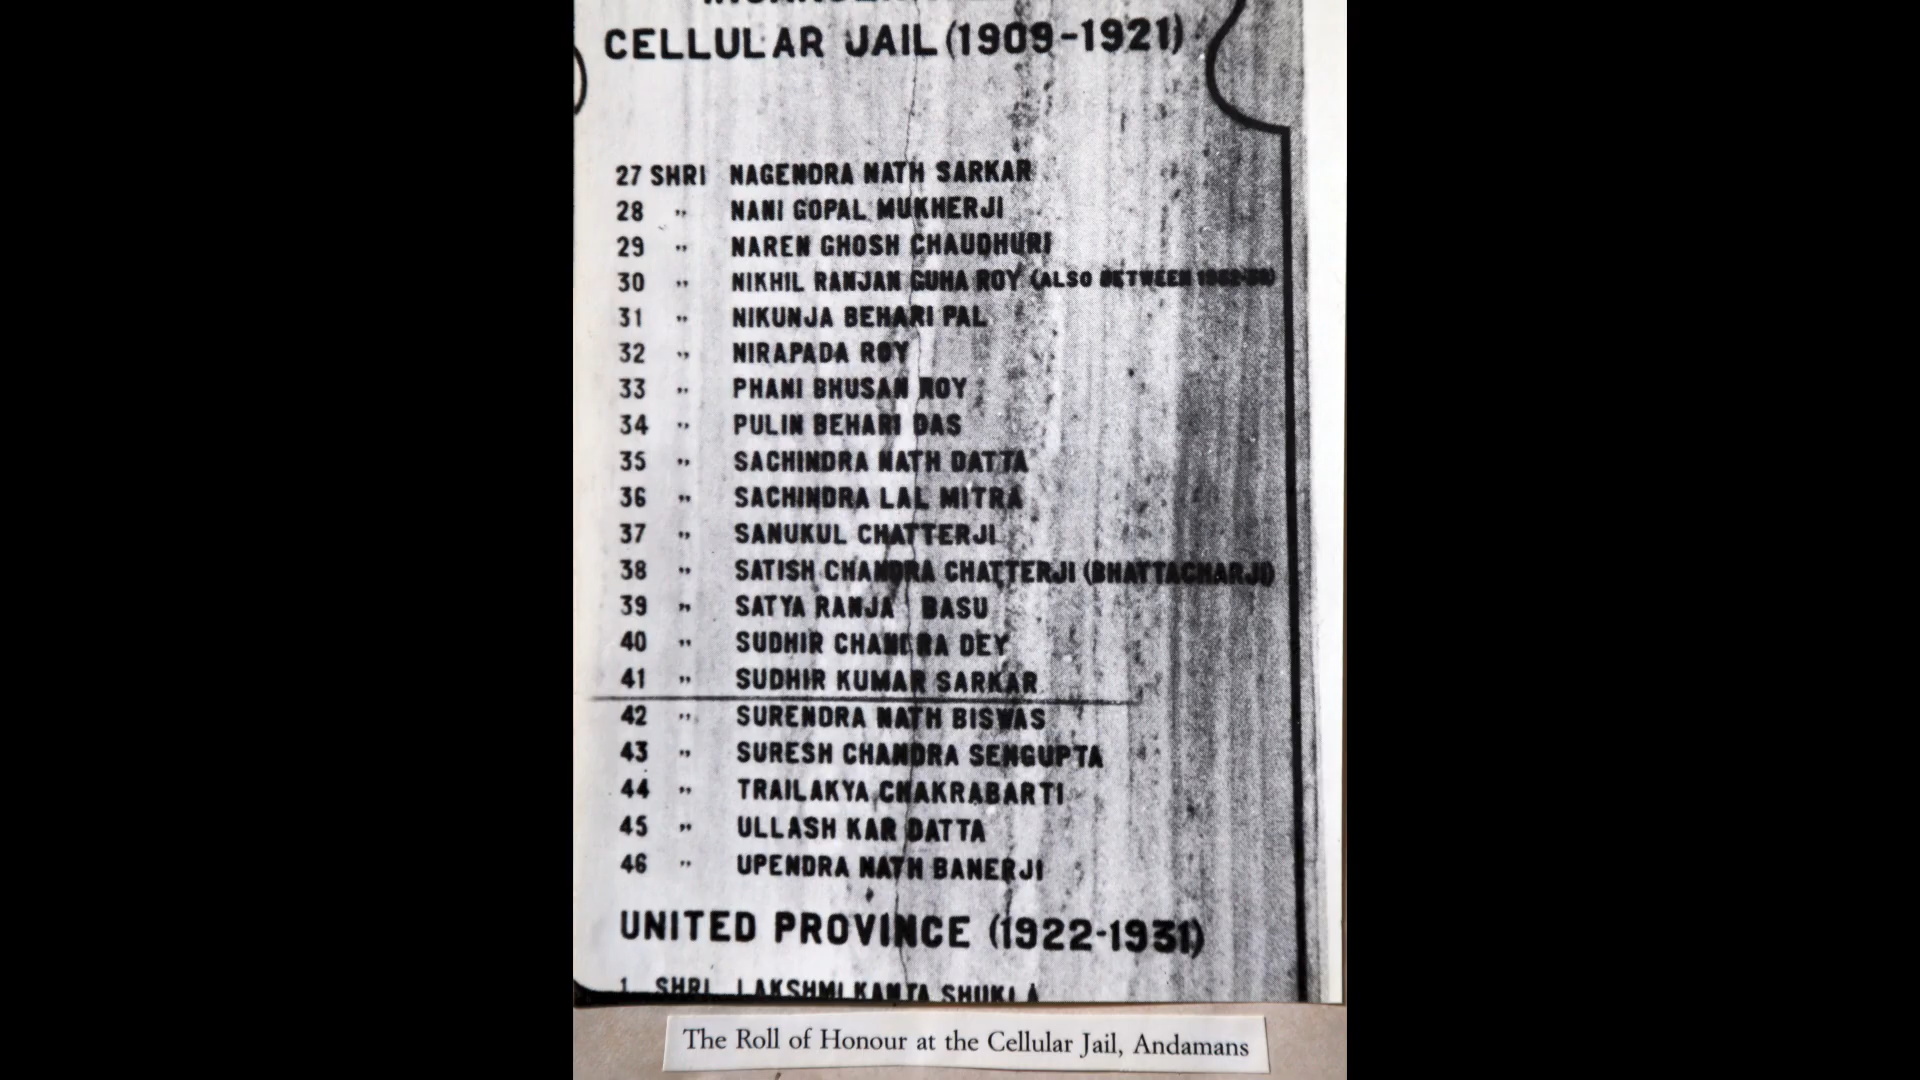 CELLULAR JAIL (1909-1921)
27 SHRI NAGENDRA NATH SARKAR
28 " NANI GOPAL MUKHERJI
29 " NAREN GHOSH CHAUDHURI
30 " NIKHIL RANJAN GUHA ROY (ALSO BETWEEN
31 " NIKUNJA BEHARI PAL
32 " NIRAPADA ROY
33 " PHANI BHUSAN ROY
34 " PULIN BEHARI DAS
35 " SACHINDRA NATH DATTA
36 " SACHINDRA LAL MITRA
37 " SANUKUL CHATTERJI
38 " SATISH CHANDRA CHATTERJI (BHATTACHARJI)
39 " SATYA RANJA BASU
40 " SUDHIR CHANDRA DEY
41 " SUDHIR KUMAR SARKAR
42 " SURENDRA NATH BISWAS
43 " SURESH CHANDRA SENGUPTA
44 " TRAILAKYA CHAKRABARTI
45 " ULLASH KAR DATTA
46 " UPENDRA NATH BANERJI
UNITED PROVINCE (1922-1931)
1 SHRI LAKSHMI KANTA SHUKLA
The Roll of Honour at the Cellular Jail, Andamans